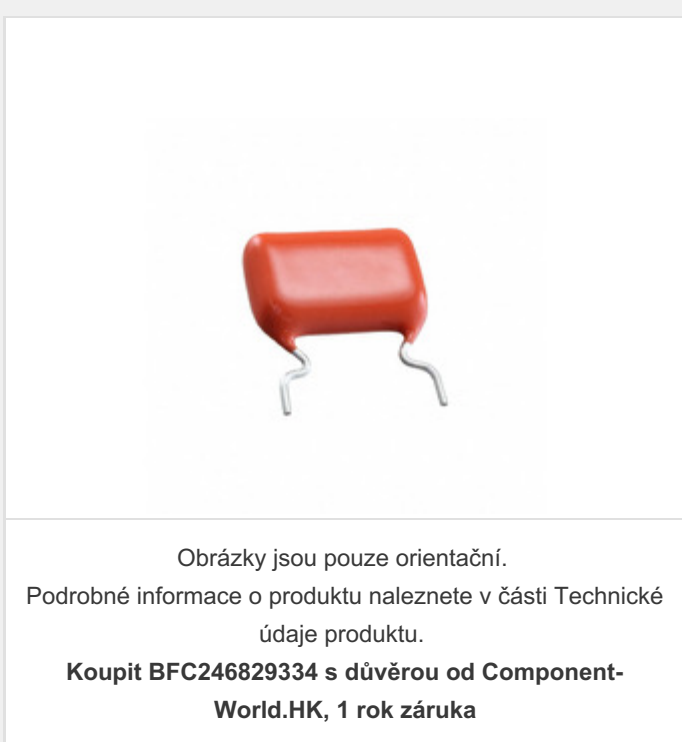 Obrázky jsou pouze orientační.
Podrobné informace o produktu naleznete v části Technické
údaje produktu.
Koupit BFC246829334 s důvěrou od Component-
World.HK, 1 rok záruka